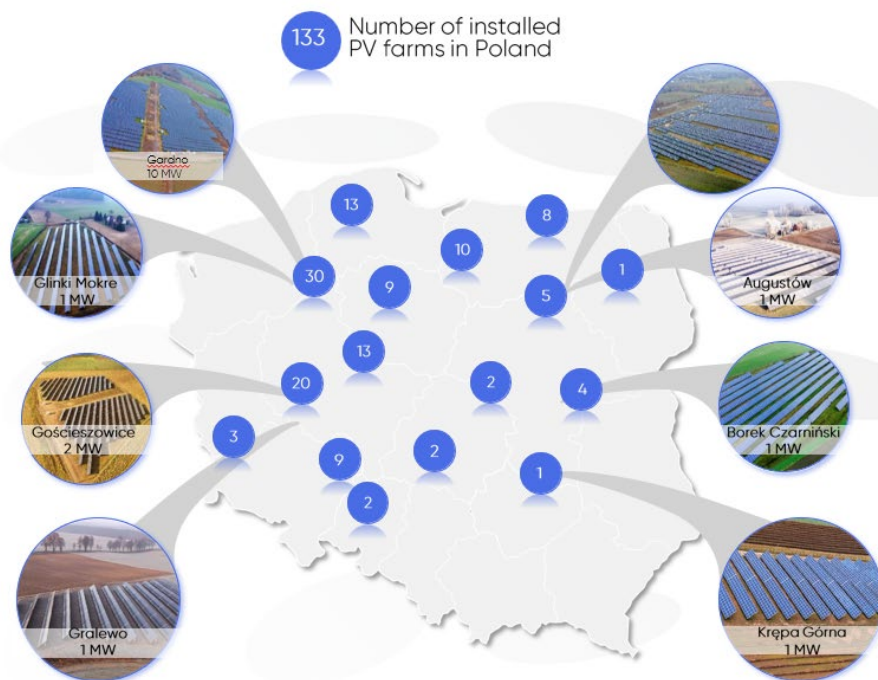 133
Number of installed
PV farms in Poland
Gardno
10 MW
13
8
10
1
Glinki Mokre
1 MW
30
9
5
Augustów
1 MW
13
20
2
4
Gościeszowice
2 MW
3
9
2
1
Borek Czarniński
1 MW
2
Gralewo
1 MW
Krępa Górna
1 MW